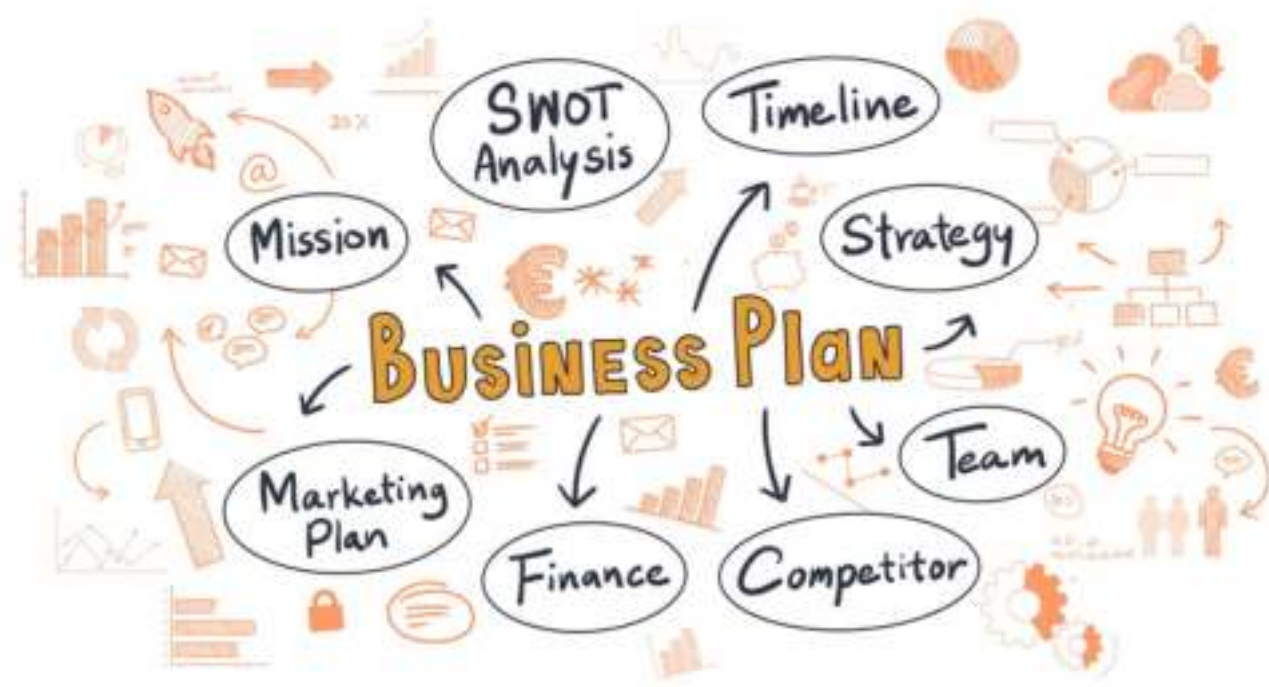 SWOT
Analysis
Timeline
Mission
Strategy
@
Business Plan
Team
Marketing
Plan
Finance
Competitor